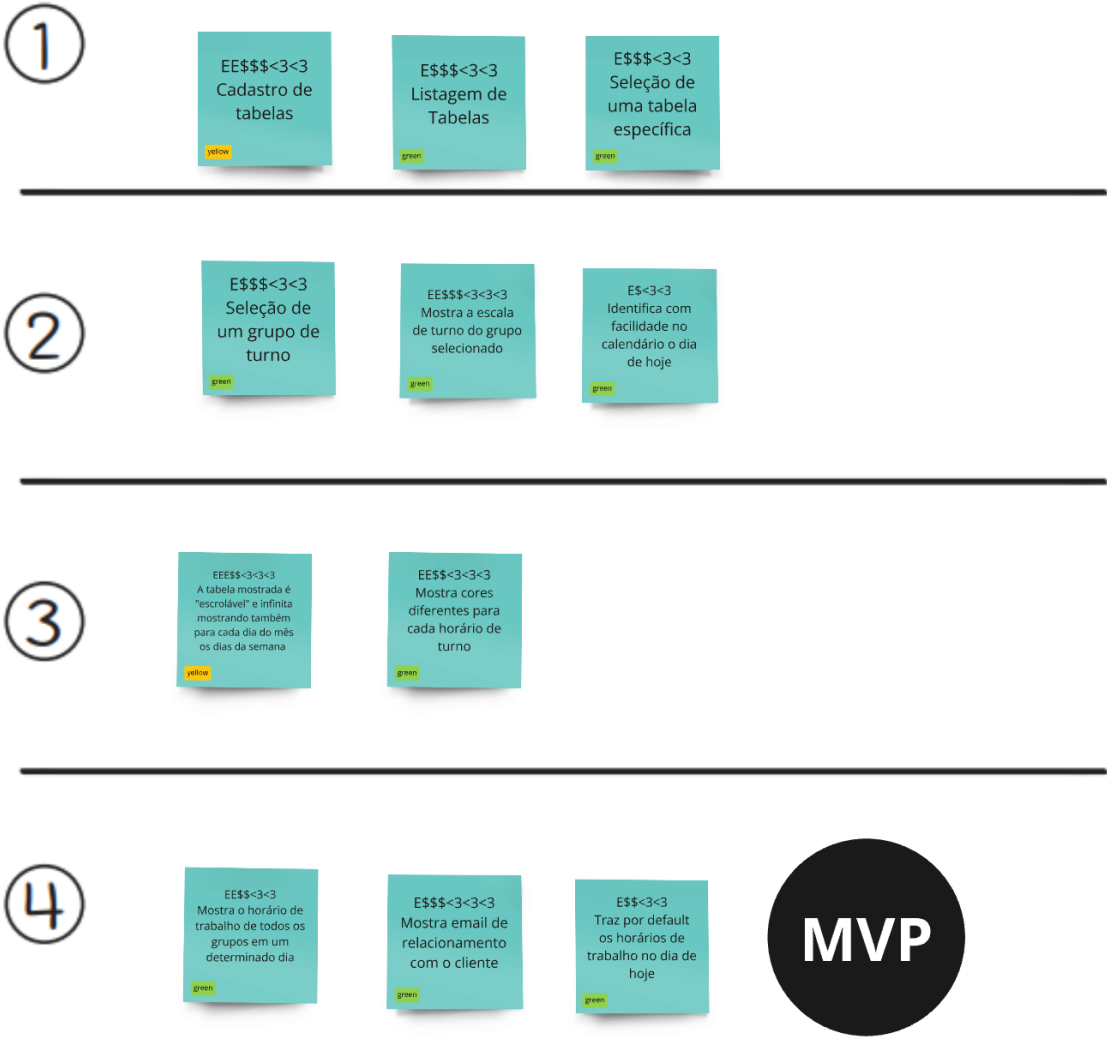 1
EE$$$<3<3
Cadastro de
tabelas
yellow
E$$$<3<3
Listagem de
Tabelas
green
E$$$<3<3
Seleção de
uma tabela
específica
green
2
E$$$<3<3
Seleção de
um grupo de
turno
green
EE$$$<3<3<3
Mostra a escala
de turno do grupo
selecionado
green
E$<3<3
Identifica com
facilidade no
calendário o dia
de hoje
green
3
EEE$$<3<3<3
A tabela mostrada é
"escrolável" e infinita
mostrando também
para cada dia do mês
os dias da semana
yellow
EE$$<3<3<3
Mostra cores
diferentes para
cada horário de
turno
green
4
EE$$<3<3
Mostra o horário de
trabalho de todos os
grupos em um
determinado dia
green
E$$$<3<3<3
Mostra email de
relacionamento
com o cliente
green
E$$<3<3
Traz por default
os horários de
trabalho no dia de
hoje
green
MVP